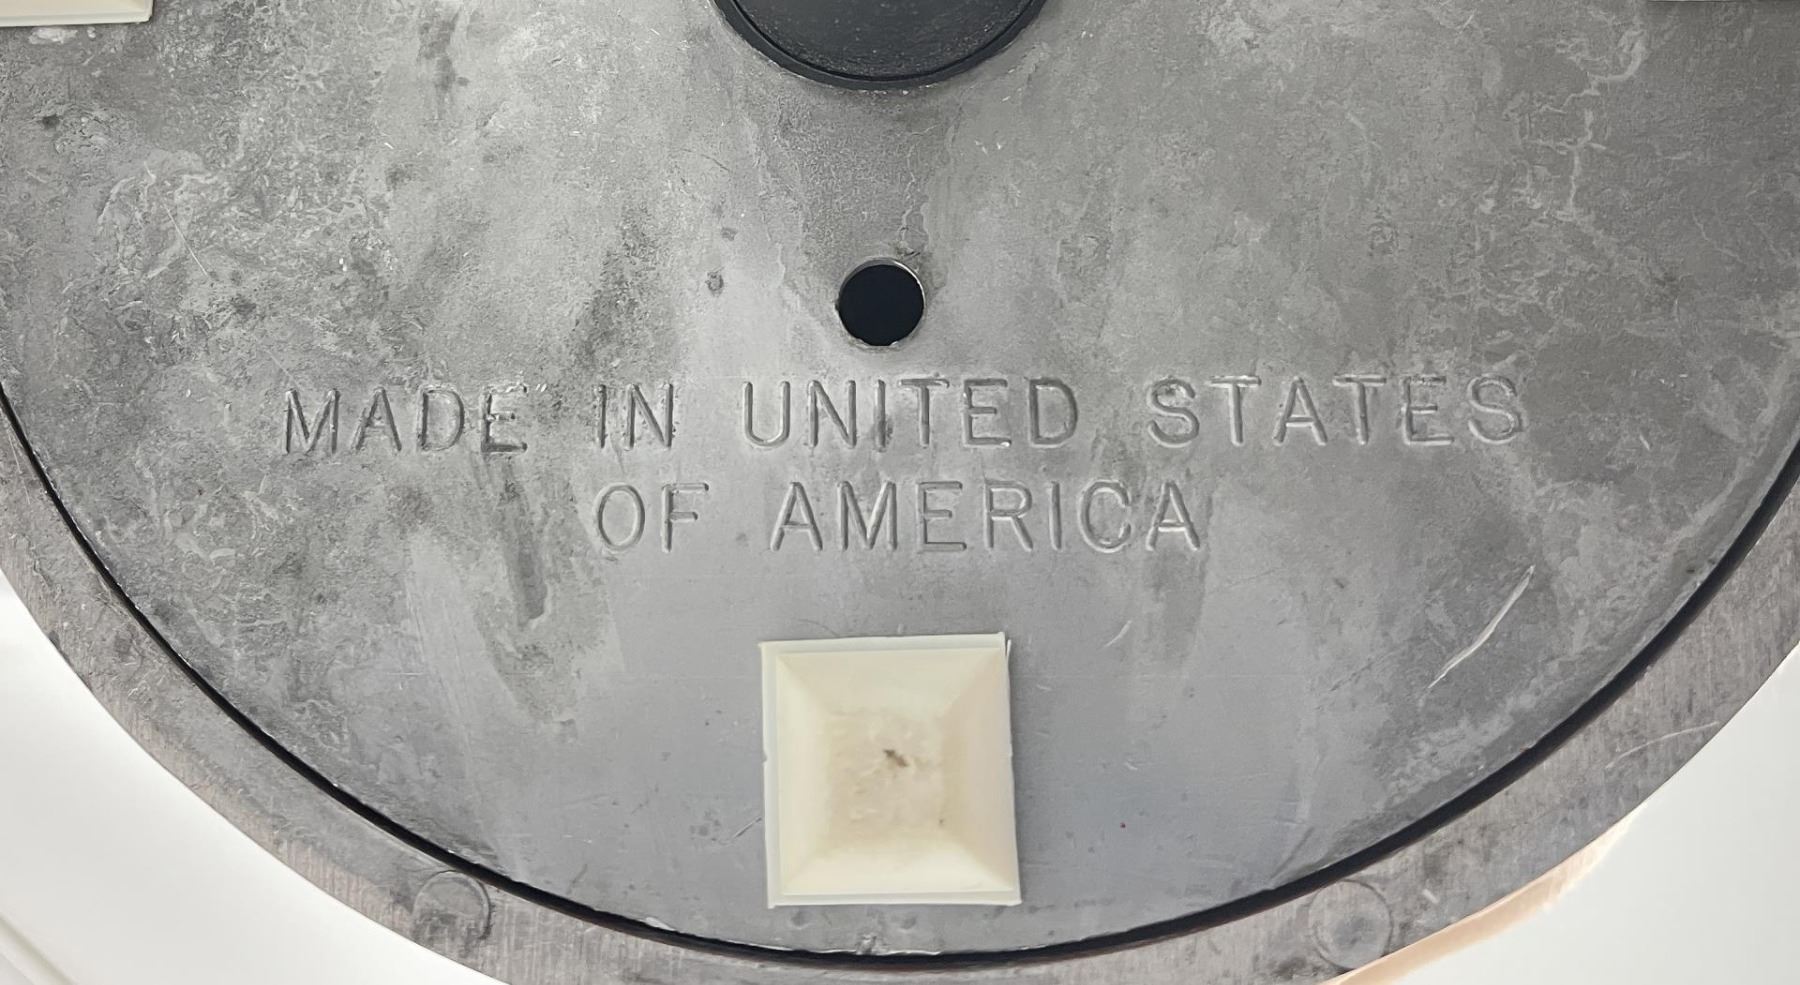 MADE IN UNITED STATES
OF AMERICA